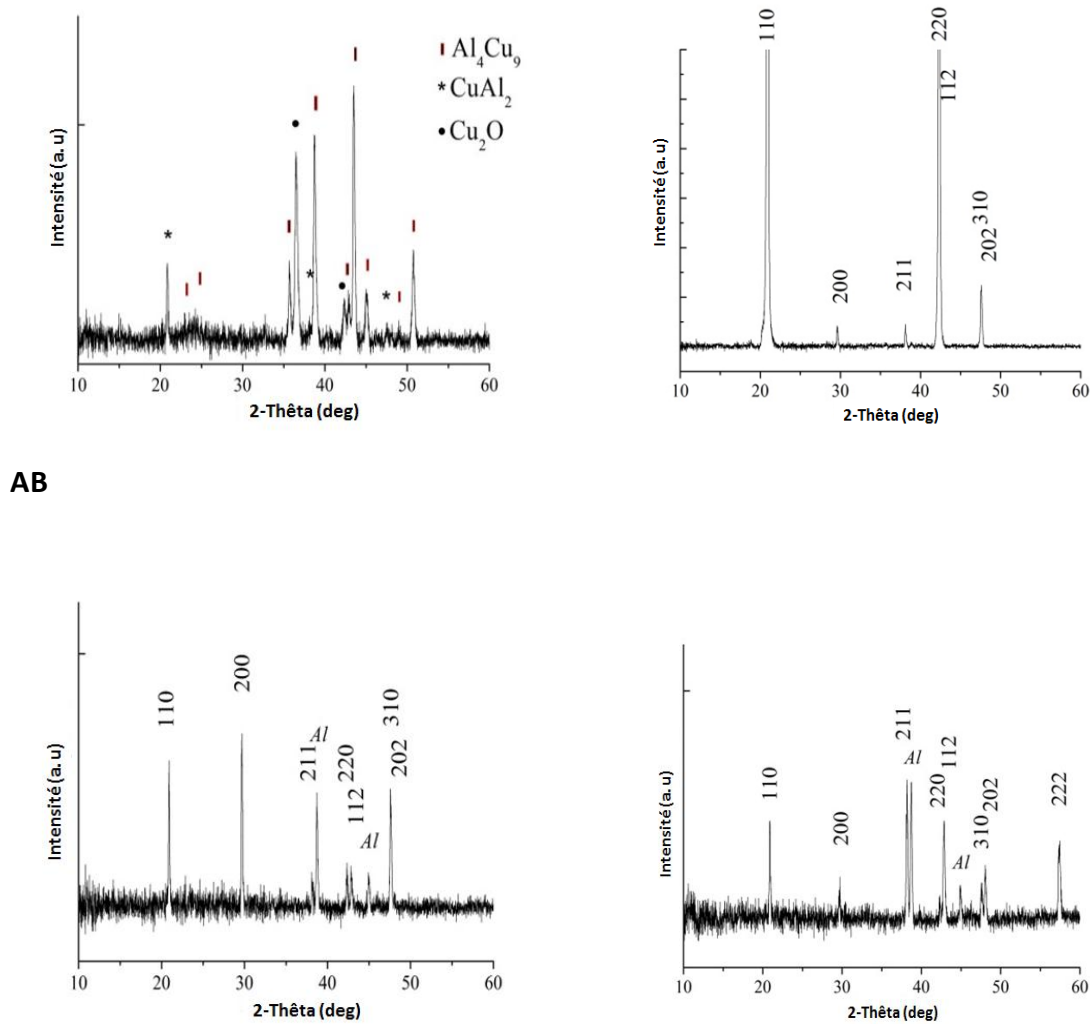 Al₄Cu₉
* CuAl₂
• Cu₂O
•
*
*
*
•
Intensité (a. u)
10 20 30 40 50 60
2-Thêta (deg)
110
220
112
310
202
200
211
Intensité (a. u)
10 20 30 40 50 60
2-Thêta (deg)
AB
200
110
310
Al
211
220
202
112
Al
Intensité (a. u)
10 20 30 40 50 60
2-Thêta (deg)
211
Al
112
220
202
310
222
110
200
Al
Intensité (a. u)
10 20 30 40 50 60
2-Thêta (deg)